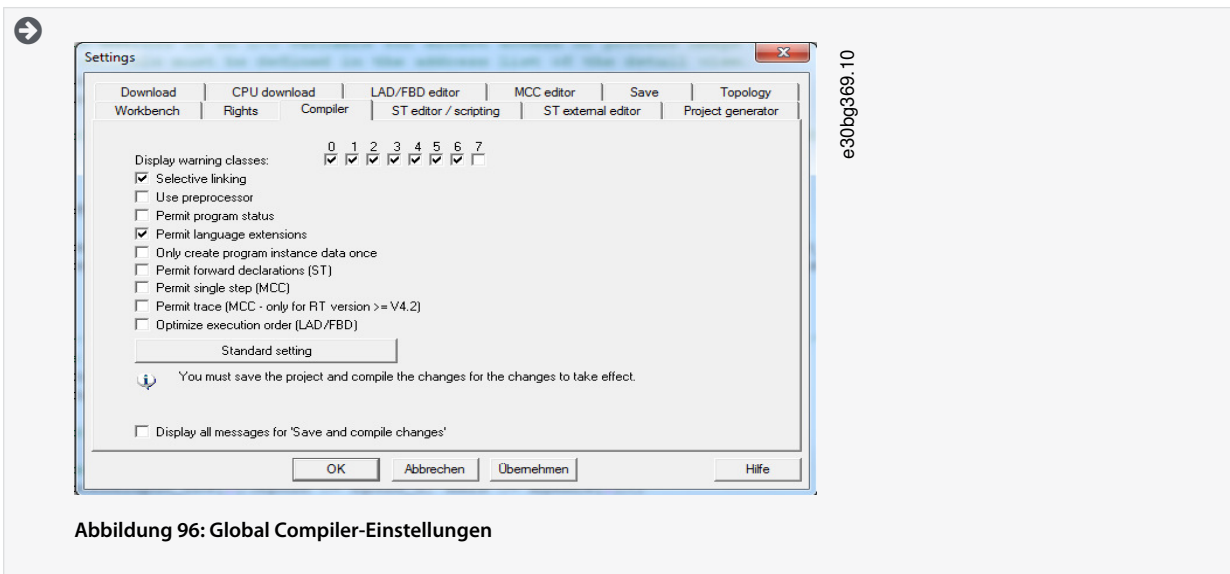 Settings
Download CPU download LAD/FBD editor MCC editor Save Topology
Workbench Rights Compiler ST editor / scripting ST external editor Project generator
0 1 2 3 4 5 6 7
Display warning classes:
Selective linking
Use preprocessor
Permit program status
Permit language extensions
Only create program instance data once
Permit forward declarations (ST)
Permit single step (MCC)
Permit trace (MCC - only for RT version >= V4.2)
Optimize execution order (LAD/FBD)
Standard setting
You must save the project and compile the changes for the changes to take effect.
Display all messages for 'Save and compile changes'
OK Abbrechen Übernehmen Hilfe
e30bg369.10
Abbildung 96: Global Compiler-Einstellungen